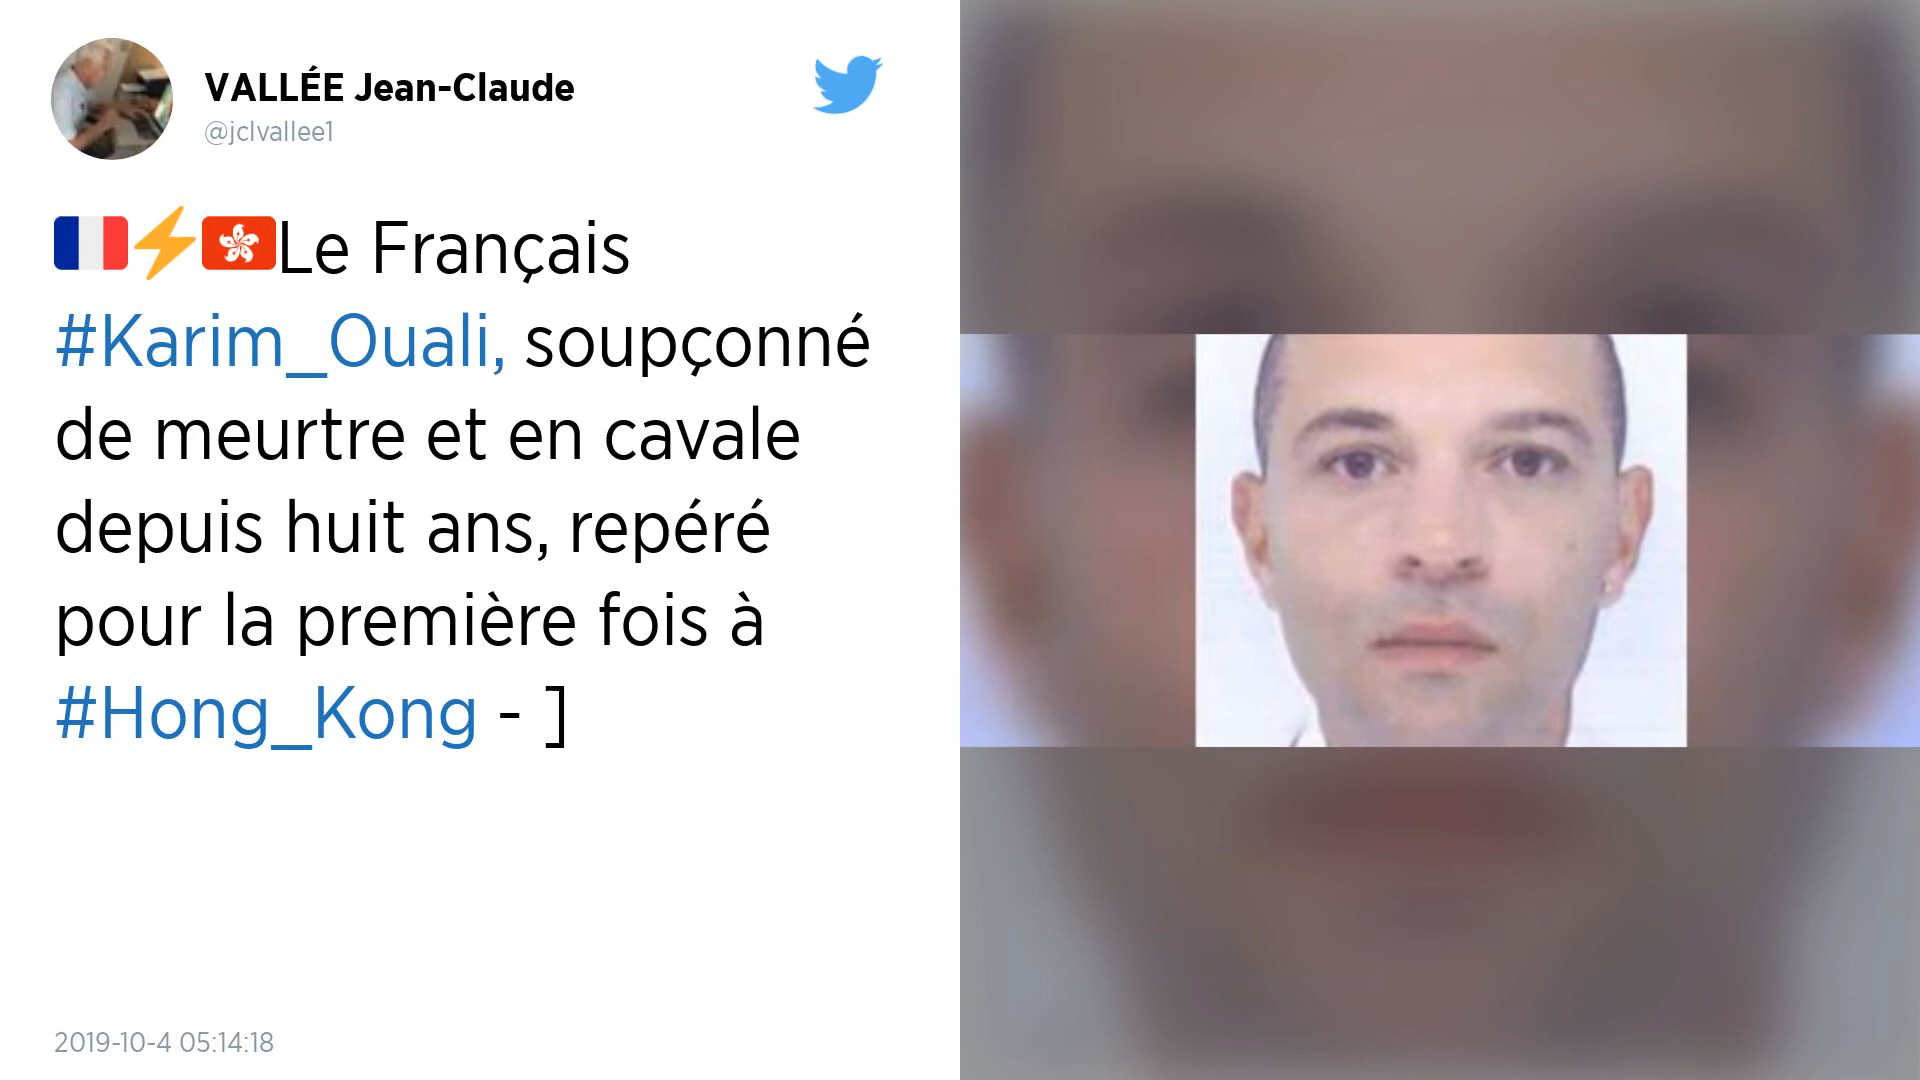 VALLÉE Jean-Claude
@jclvallee1
🇫🇷⚡🇭🇰Le Français
#Karim_Ouali, soupçonné
de meurtre et en cavale
depuis huit ans, repéré
pour la première fois à
#Hong_Kong - ]
2019-10-4 05:14:18